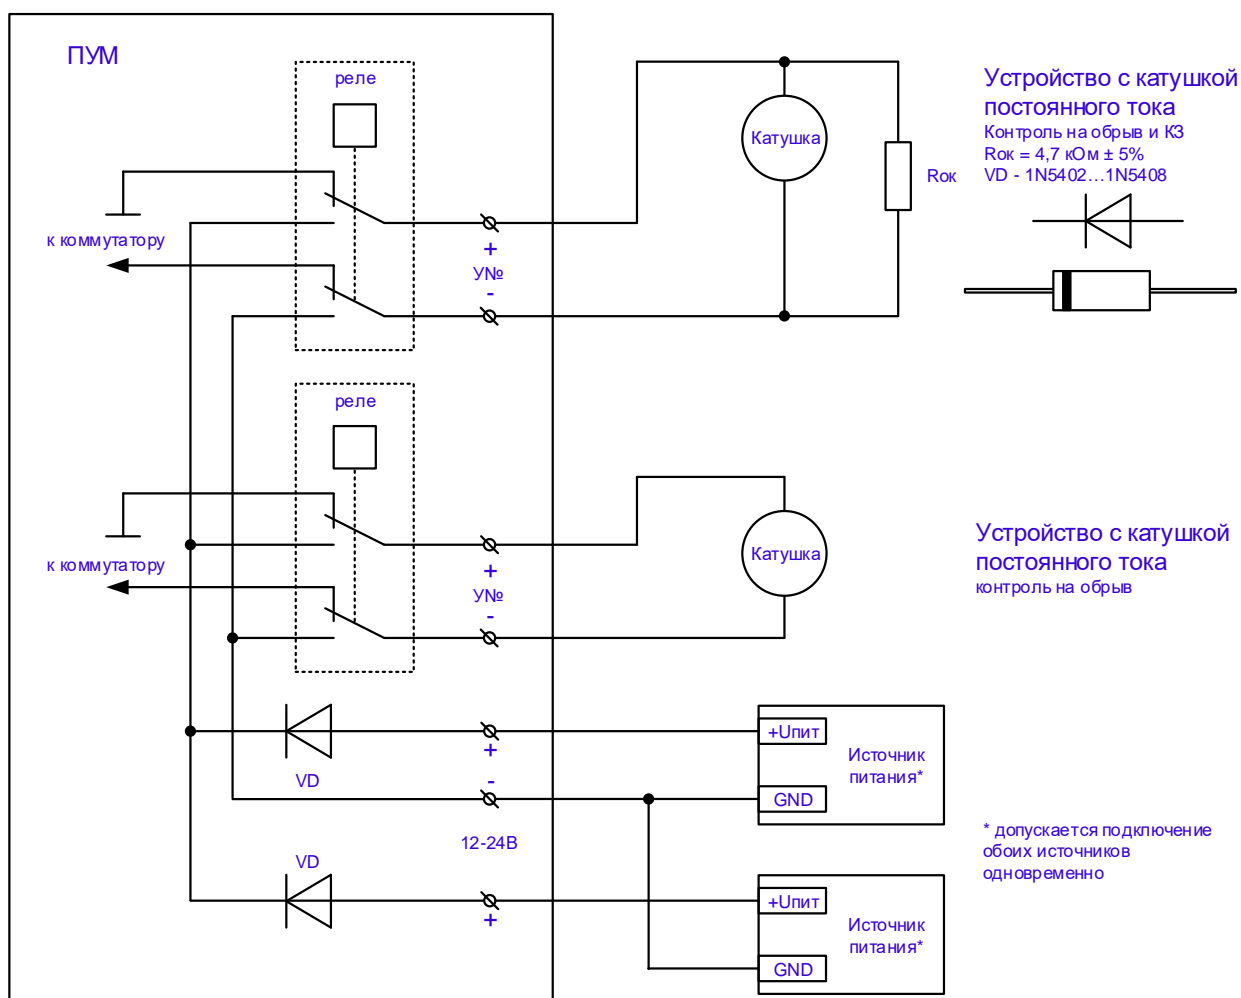 ПУМ
реле
Катушка
Rок
Устройство с катушкой
постоянного тока
Контроль на обрыв и КЗ
Rок = 4,7 кОм ± 5%
VD - 1N5402...1N5408
к коммутатору
+
У№
-
реле
Катушка
Устройство с катушкой
постоянного тока
контроль на обрыв
к коммутатору
+
У№
-
VD
+
-
12-24В
+Uпит
GND
Источник
питания*
* допускается подключение
обоих источников
одновременно
VD
+
+Uпит
GND
Источник
питания*